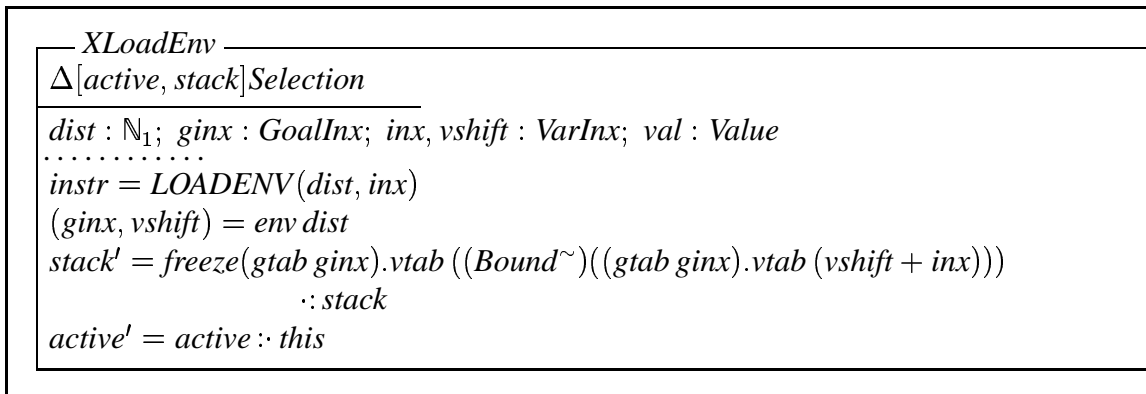 XLoadEnv
Δ[active, stack]Selection
dist : ℕ₁; ginx : GoalInx; inx, vshift : VarInx; val : Value
instr = LOADENV(dist, inx)
(ginx, vshift) = env dist
stack′ = freeze(gtab ginx).vtab ((Bound~)((gtab ginx).vtab (vshift + inx)))
·: stack
active′ = active :· this